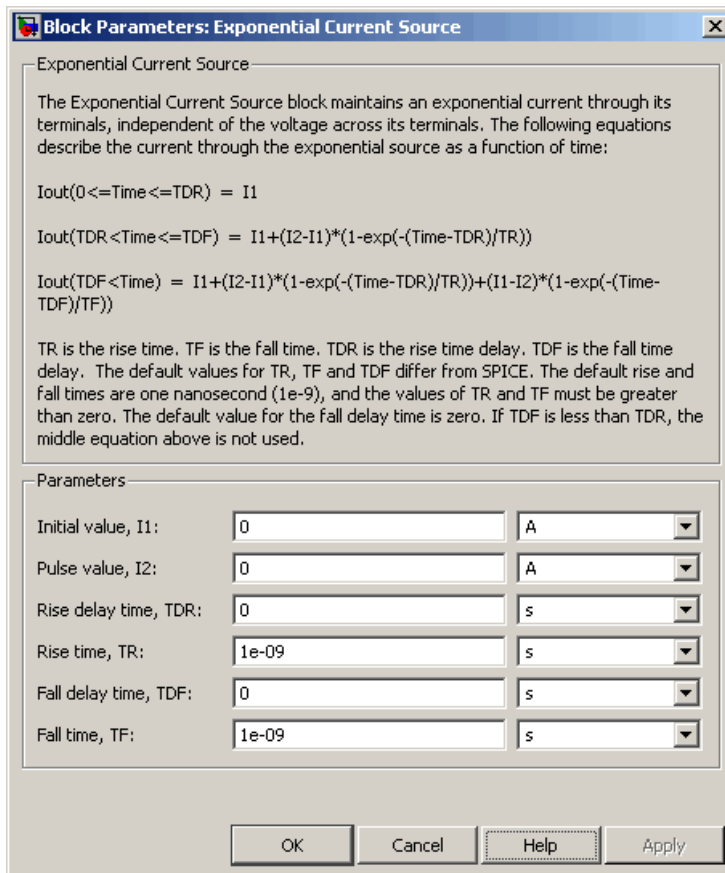 Block Parameters: Exponential Current Source
Exponential Current Source
The Exponential Current Source block maintains an exponential current through its
terminals, independent of the voltage across its terminals. The following equations
describe the current through the exponential source as a function of time:
Iout(0<=Time<=TDR) = I1
Iout(TDR<Time<=TDF) = I1+(I2-I1)*(1-exp(-(Time-TDR)/TR))
Iout(TDF<Time) = I1+(I2-I1)*(1-exp(-(Time-TDR)/TR))+(I1-I2)*(1-exp(-(Time-
TDF)/TF))
TR is the rise time. TF is the fall time. TDR is the rise time delay. TDF is the fall time
delay. The default values for TR, TF and TDF differ from SPICE. The default rise and
fall times are one nanosecond (1e-9), and the values of TR and TF must be greater
than zero. The default value for the fall delay time is zero. If TDF is less than TDR, the
middle equation above is not used.
Parameters
Initial value, I1: 0 A
Pulse value, I2: 0 A
Rise delay time, TDR: 0 s
Rise time, TR: 1e-09 s
Fall delay time, TDF: 0 s
Fall time, TF: 1e-09 s
OK Cancel Help Apply